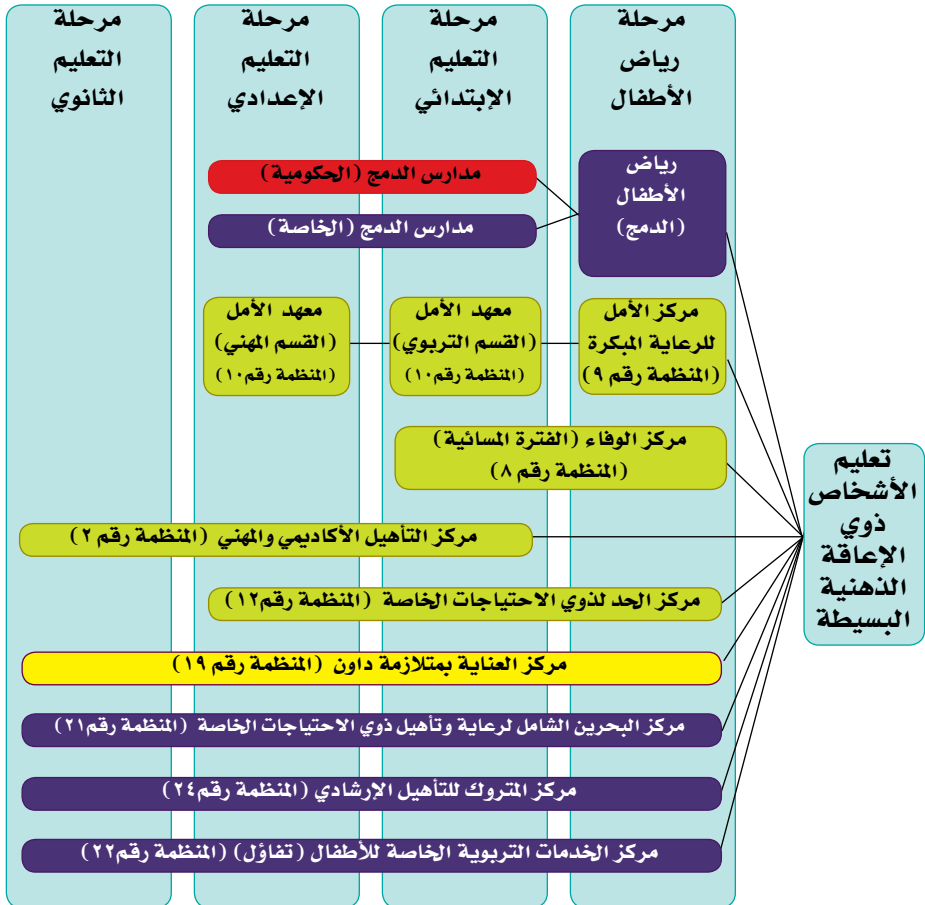 مرحلة
رياض
الأطفال
مرحلة
التعليم
الإبتدائي
مرحلة
التعليم
الإعدادي
مرحلة
التعليم
الثانوي
رياض
الأطفال
(الدمج)
مدارس الدمج (الحكومية)
مدارس الدمج (الخاصة)
مركز الأمل
للرعاية المبكرة
(المنظمة رقم ٩)
معهد الأمل
(القسم التربوي)
(المنظمة رقم١٠)
معهد الأمل
(القسم المهني)
(المنظمة رقم١٠)
مركز الوفاء (الفترة المسائية)
(المنظمة رقم ٨)
مركز التأهيل الأكاديمي والمهني (المنظمة رقم ٢)
مركز الحد لذوي الاحتياجات الخاصة (المنظمة رقم١٢)
مركز العناية بمتلازمة داون (المنظمة رقم ١٩)
مركز البحرين الشامل لرعاية وتأهيل ذوي الاحتياجات الخاصة (المنظمة رقم٢١)
مركز المتروك للتأهيل الإرشادي (المنظمة رقم٢٤)
مركز الخدمات التربوية الخاصة للأطفال (تفاؤل) (المنظمة رقم٢٢)
تعليم
الأشخاص
ذوي
الإعاقة
الذهنية
البسيطة